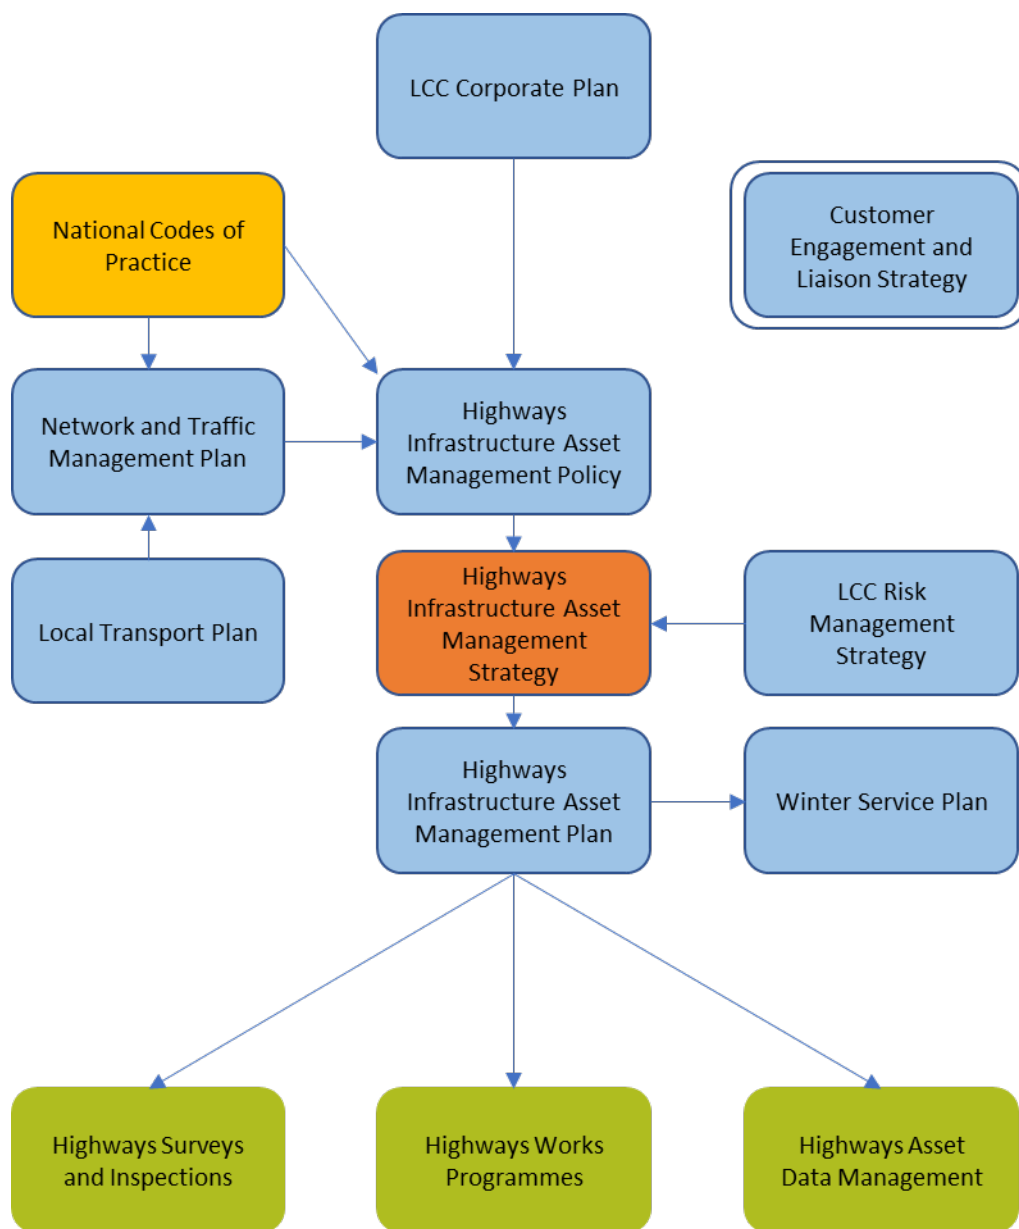 LCC Corporate Plan
National Codes of
Practice
Customer
Engagement and
Liaison Strategy
Network and Traffic
Management Plan
Highways
Infrastructure Asset
Management Policy
Local Transport Plan
Highways
Infrastructure Asset
Management
Strategy
LCC Risk
Management
Strategy
Highways
Infrastructure Asset
Management Plan
Winter Service Plan
Highways Surveys
and Inspections
Highways Works
Programmes
Highways Asset
Data Management